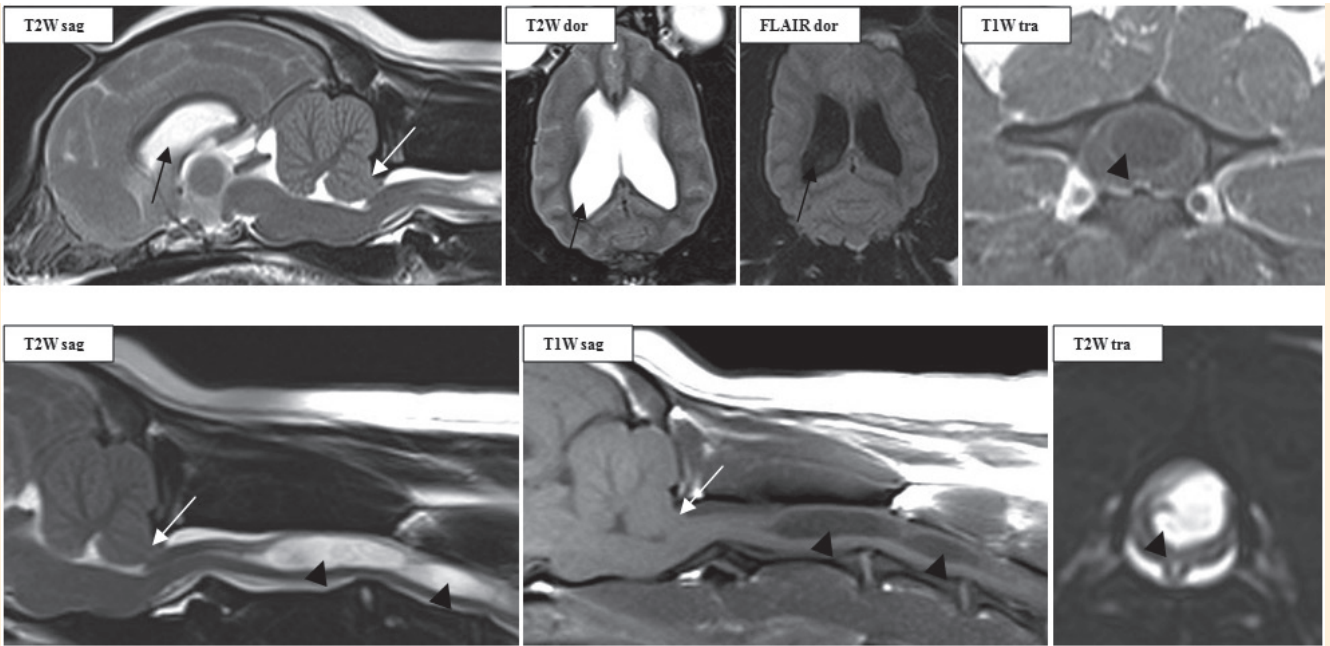 T2W sag
T2W dor
FLAIR dor
T1W tra
T2W sag
T1W sag
T2W tra